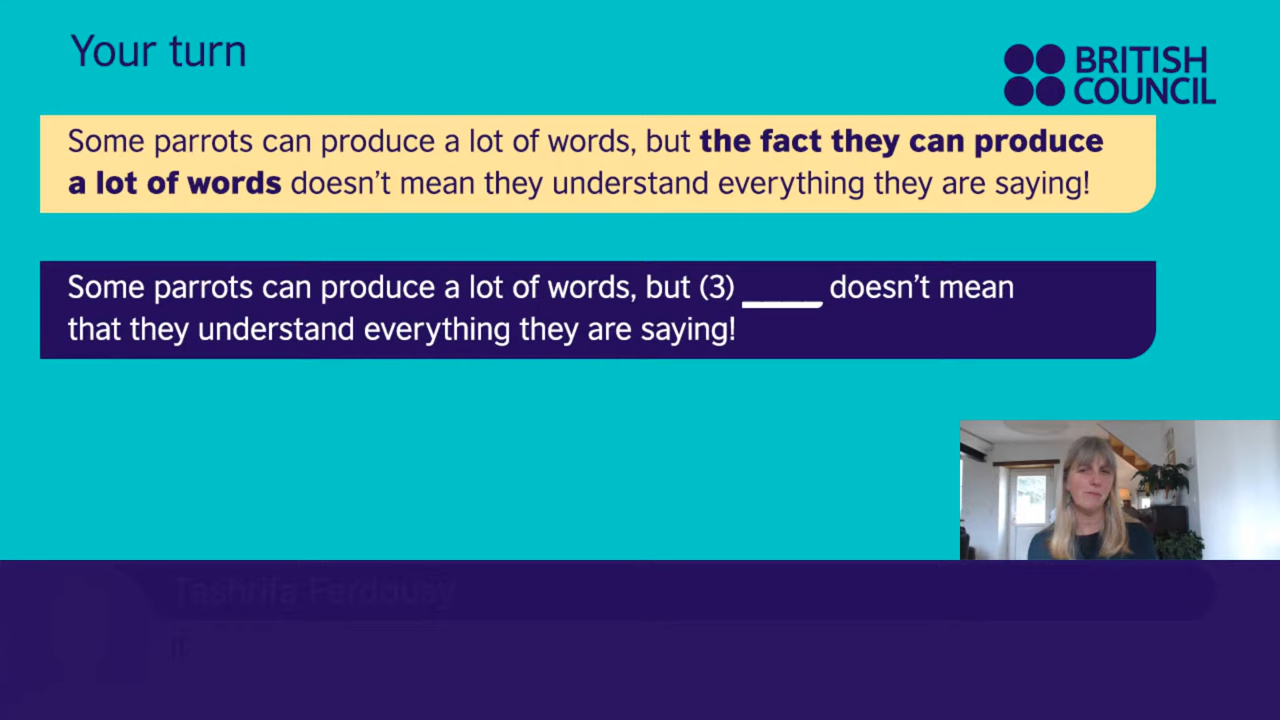 Your turn
BRITISH
COUNCIL
Some parrots can produce a lot of words, but the fact they can produce
a lot of words doesn't mean they understand everything they are saying!
Some parrots can produce a lot of words, but (3) _____ doesn't mean
that they understand everything they are saying!
Tashrifa Ferdousy